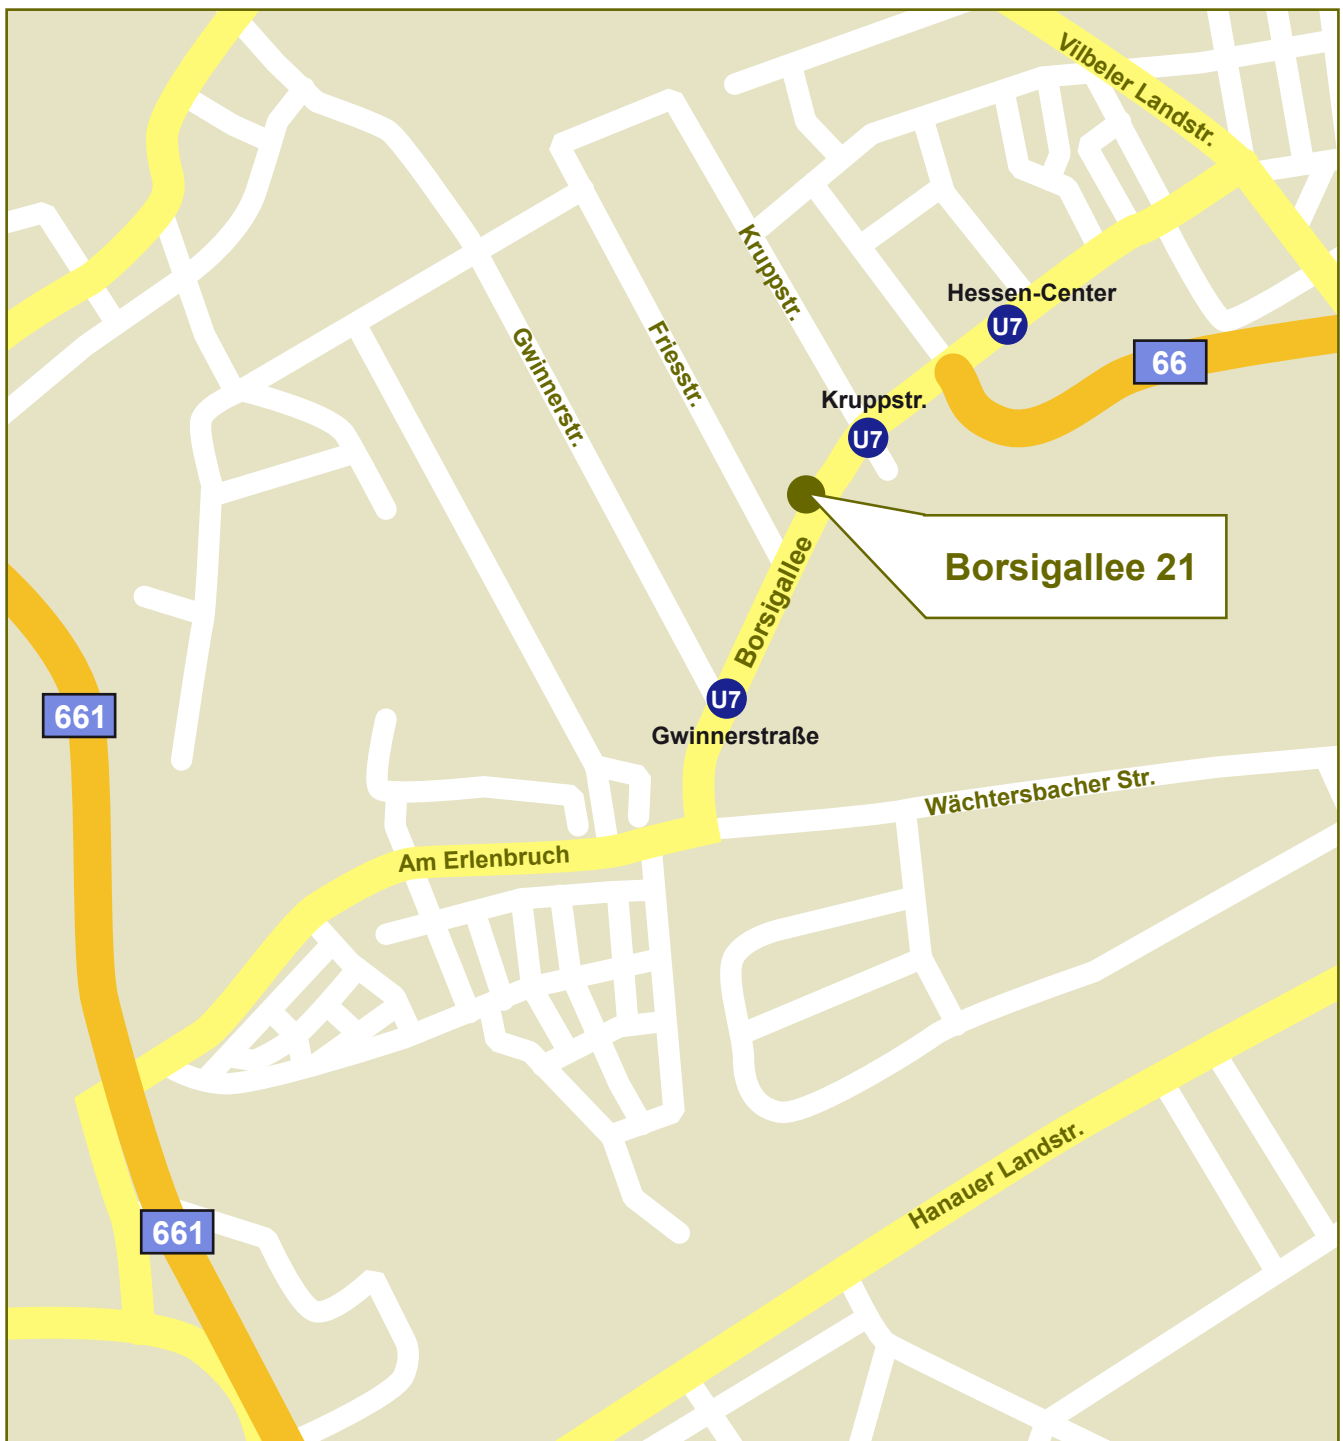 Vilbeler Landstr.
Kruppstr.
Hessen-Center
U7
Gwinnerstr.
Friesstr.
66
Kruppstr.
U7
Borsigallee 21
Borsigallee
661
U7
Gwinnerstraße
Wächtersbacher Str.
Am Erlenbruch
Hanauer Landstr.
661